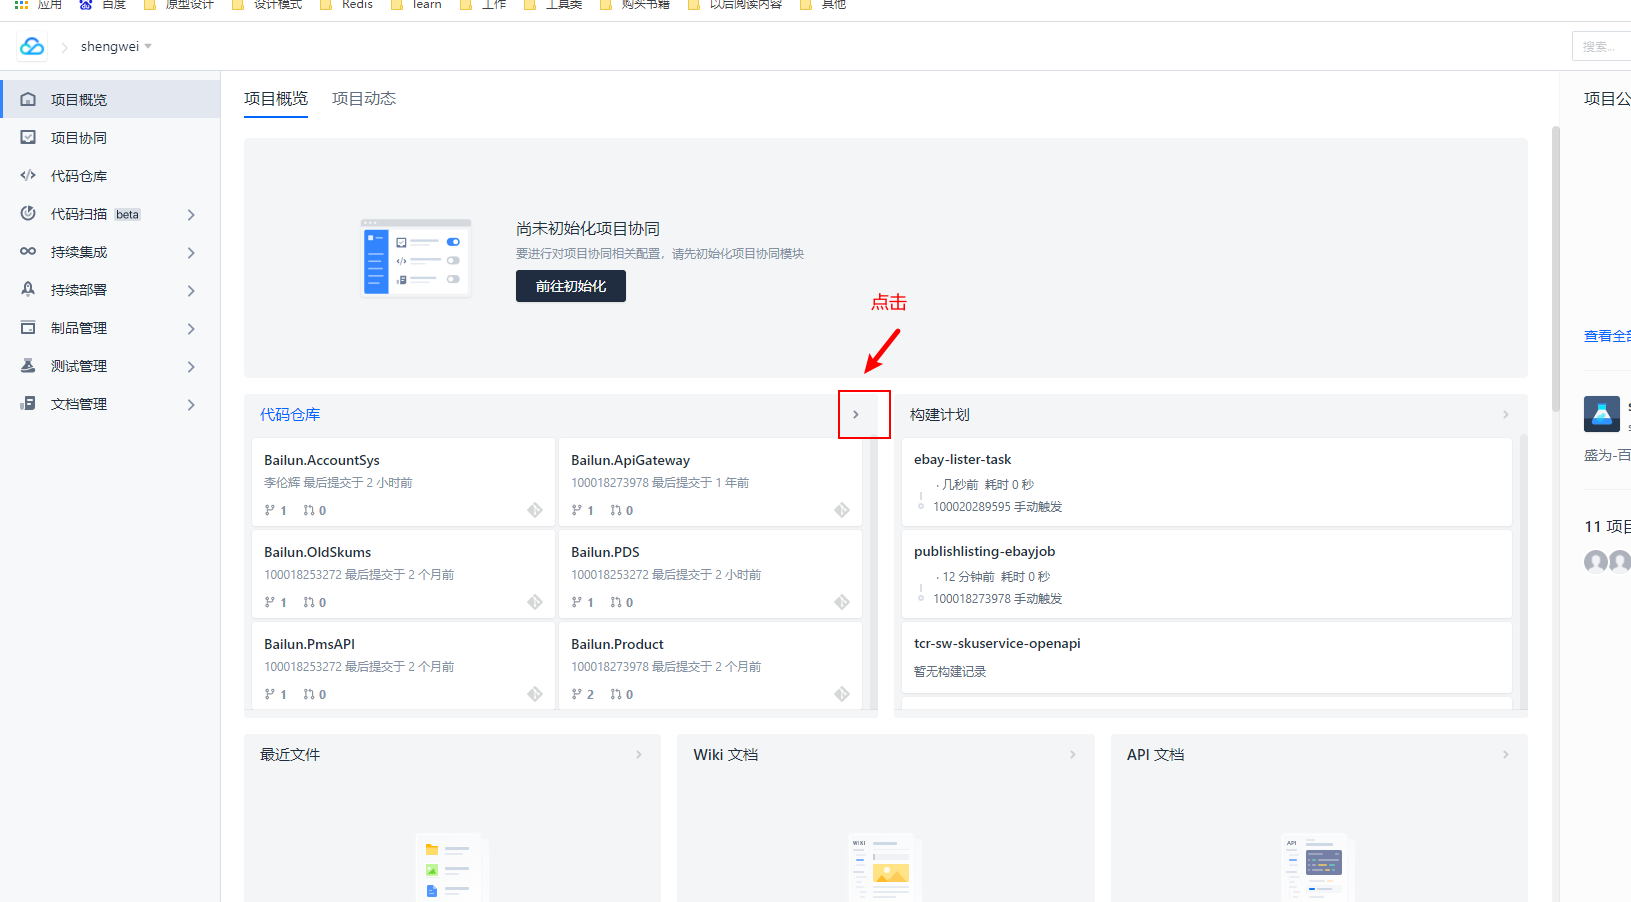 应用 百度 原型设计 设计模式 Redis learn 工作 工具类 购买书籍 以后阅读内容 其他
shengwei
搜索...
项目概览
项目协同
代码仓库
代码扫描 beta
持续集成
持续部署
制品管理
测试管理
文档管理
项目概览 项目动态
尚未初始化项目协同
要进行对项目协同相关配置，请先初始化项目协同模块
前往初始化
点击
代码仓库
Bailun.AccountSys
李伦辉 最后提交于 2 小时前
1 0
Bailun.ApiGateway
100018273978 最后提交于 1 年前
1 0
Bailun.OldSkums
100018253272 最后提交于 2 个月前
1 0
Bailun.PDS
100018253272 最后提交于 2 小时前
1 0
Bailun.PmsAPI
100018253272 最后提交于 2 个月前
1 0
Bailun.Product
100018273978 最后提交于 2 个月前
2 0
构建计划
ebay-lister-task
· 几秒前 耗时 0 秒
100020289595 手动触发
publishlisting-ebayjob
· 12 分钟前 耗时 0 秒
100018273978 手动触发
tcr-sw-skuservice-openapi
暂无构建记录
最近文件
Wiki 文档
WIKI
API 文档
API
项目公
查看全部
盛为-百
11 项目